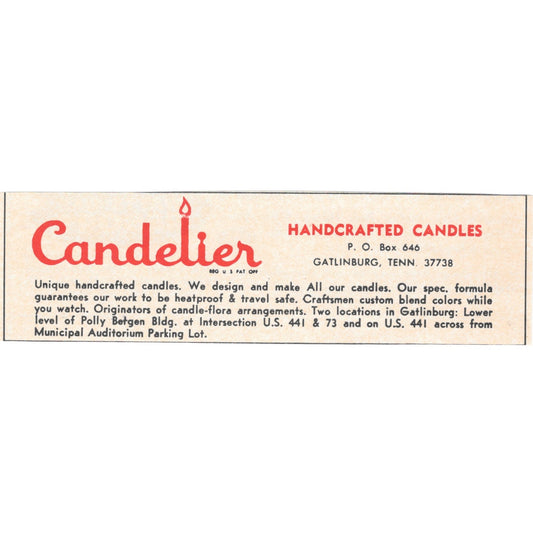 Candelier
REG U S PAT OFF
HANDCRAFTED CANDLES
P. O. Box 646
GATLINBURG, TENN. 37738
Unique handcrafted candles. We design and make All our candles. Our spec. formula
guarantees our work to be heatproof & travel safe. Craftsmen custom blend colors while
you watch. Originators of candle-flora arrangements. Two locations in Gatlinburg: Lower
level of Polly Bergen Bldg. at Intersection U.S. 441 & 73 and on U.S. 441 across from
Municipal Auditorium Parking Lot.